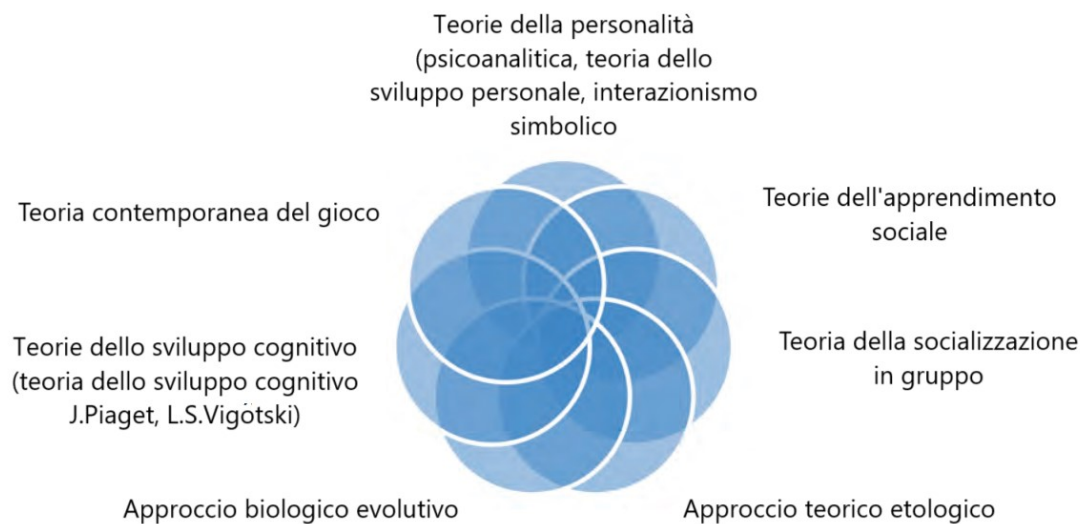 Teorie della personalità
(psicoanalitica, teoria dello
sviluppo personale, interazionismo
simbolico
Teoria contemporanea del gioco
Teorie dell'apprendimento
sociale
Teorie dello sviluppo cognitivo
(teoria dello sviluppo cognitivo
J.Piaget, L.S.Vigötski)
Teoria della socializzazione
in gruppo
Approccio biologico evolutivo
Approccio teorico etologico